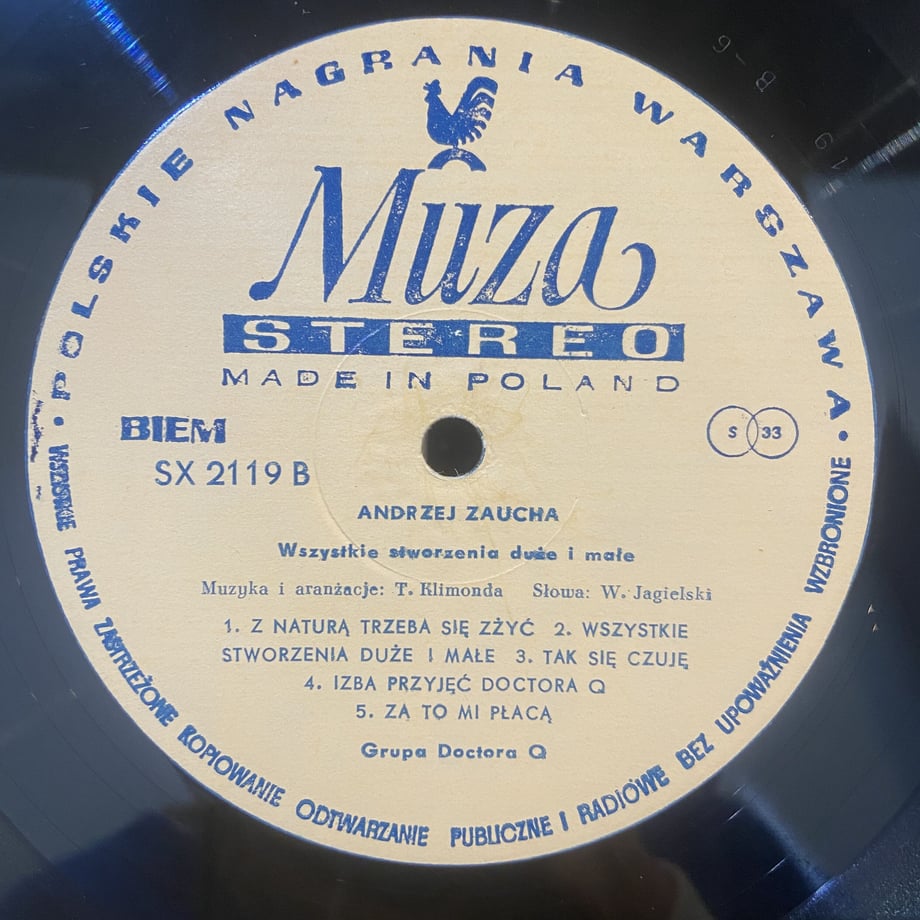 POLSKIE NAGRANIA WARSZAWA
Muza
STEREO
MADE IN POLAND
BIEM
S 33
SX 2119 B
ANDRZEJ ZAUCHA
Wszystkie stworzenia duże i małe
Muzyka i aranżacje: T. Klimonda Słowa: W. Jagielski
1. Z NATURĄ TRZEBA SIĘ ZŻYĆ 2. WSZYSTKIE
STWORZENIA DUŻE I MAŁE 3. TAK SIĘ CZUJĘ
4. IZBA PRZYJĘĆ DOCTORA Q
5. ZA TO MI PŁACĄ
Grupa Doctora Q
• WSZYSTKIE PRAWA ZASTRZEŻONE KOPIOWANIE ODTWARZANIE PUBLICZNE I RADIOWE BEZ UPOWAŻNIENIA WZBRONIONE •